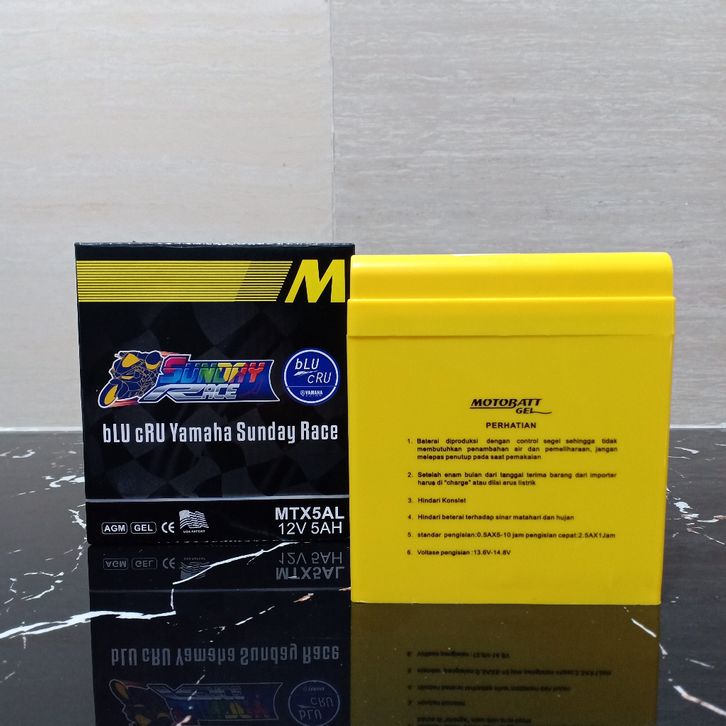 M
SUNDAY
RACE
bLU
cRU
YAMAHA
bLU cRU Yamaha Sunday Race
MTX5AL
12V 5AH
AGM GEL CE
MOTOBATT
GEL
PERHATIAN
1. Baterai diproduksi dengan control segel sehingga tidak
membutuhkan penambahan air dan pemeliharaan, jangan
melepas penutup pada saat pemakaian
2. Setelah enam bulan dari tanggal terima barang dari importer
harus di "charge" atau diisi arus listrik
3. Hindari Konslet
4. Hindari beterai terhadap sinar matahari dan hujan
5. standar pengisian:0.5AX5-10 jam pengisian cepat:2.5AX1Jam
6. Voltase pengisian :13.6V-14.8V